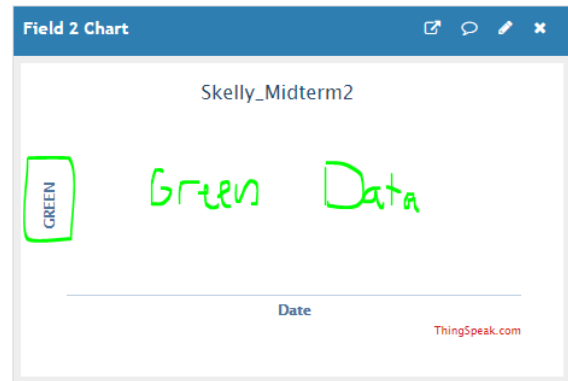 Field 2 Chart
Skelly_Midterm2
GREEN
Green Data
Date
ThingSpeak.com